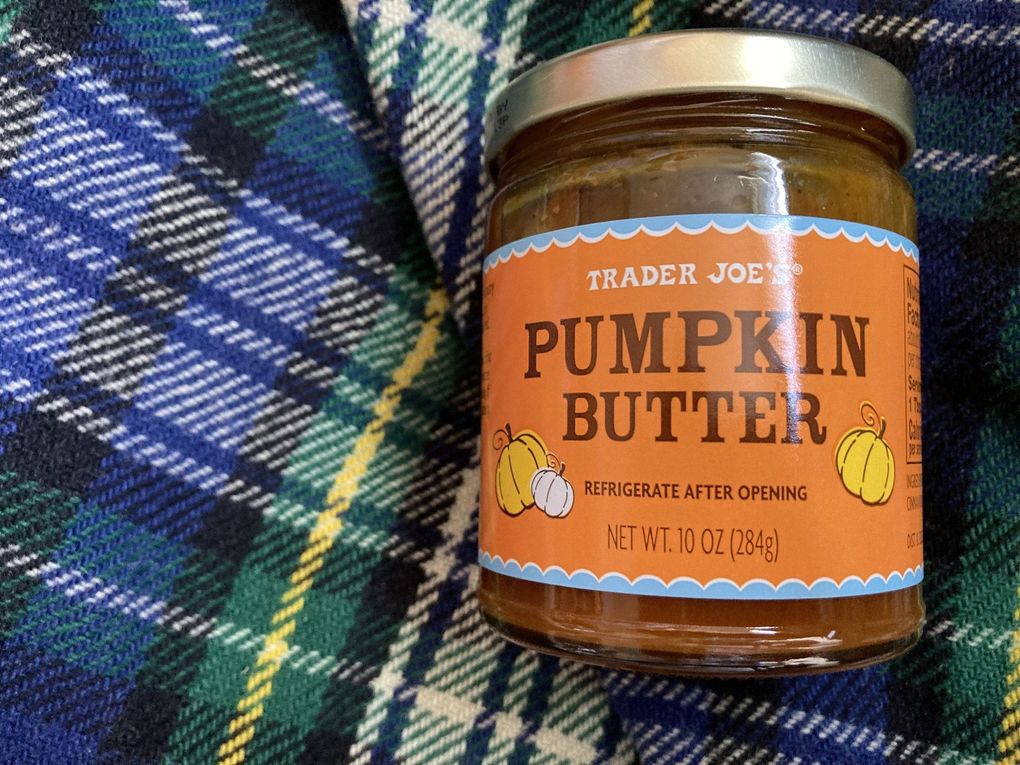 TRADER JOE'S®
PUMPKIN
BUTTER
REFRIGERATE AFTER OPENING
NET WT. 10 OZ (284g)